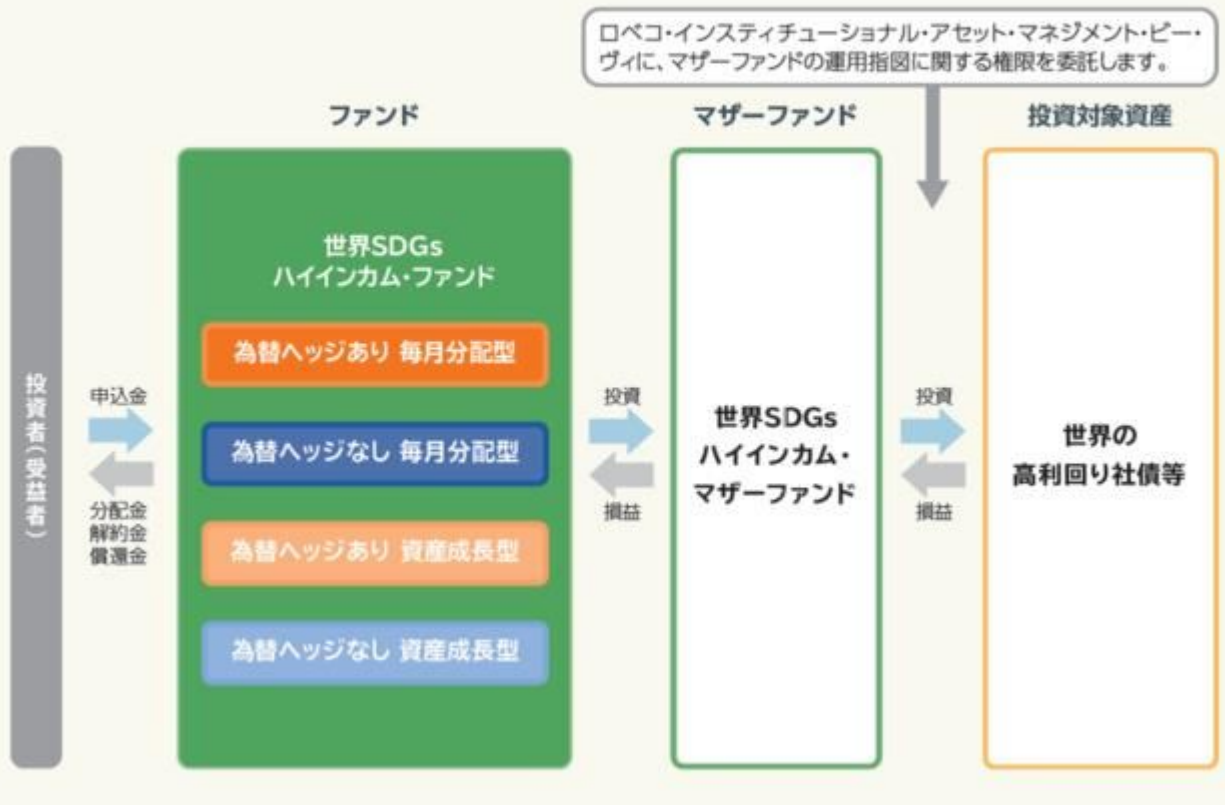 ロベコ・インスティテューショナル・アセット・マネジメント・ビー・
ヴィに、マザーファンドの運用指図に関する権限を委託します。
ファンド
マザーファンド
投資対象資産
投資者(受益者)
申込金
分配金
解約金
償還金
世界SDGs
ハイインカム・ファンド
為替ヘッジあり 毎月分配型
為替ヘッジなし 毎月分配型
為替ヘッジあり 資産成長型
為替ヘッジなし 資産成長型
投資
損益
世界SDGs
ハイインカム・
マザーファンド
投資
損益
世界の
高利回り社債等